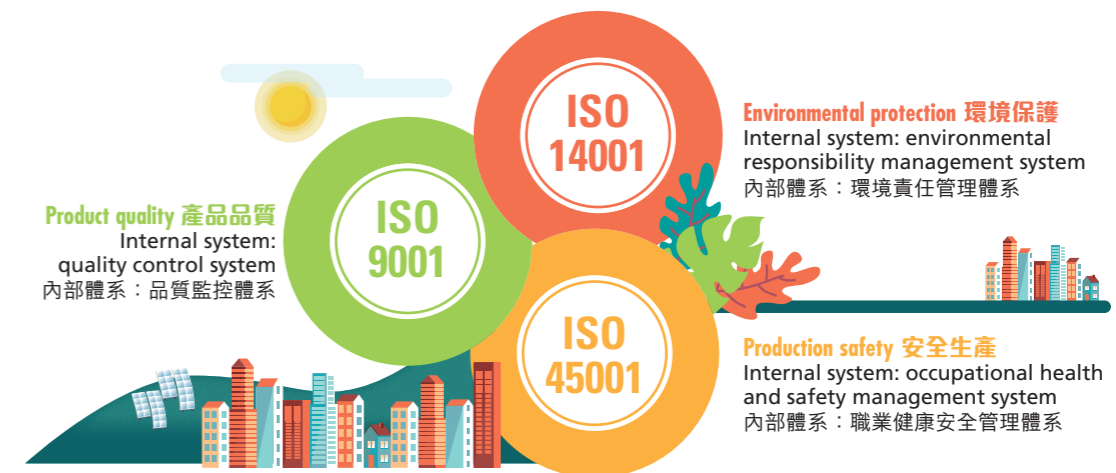 ISO
14001
Environmental protection 環境保護
Internal system: environmental
responsibility management system
內部體系：環境責任管理體系
ISO
9001
Product quality 產品品質
Internal system:
quality control system
內部體系：品質監控體系
ISO
45001
Production safety 安全生產
Internal system: occupational health
and safety management system
內部體系：職業健康安全管理體系